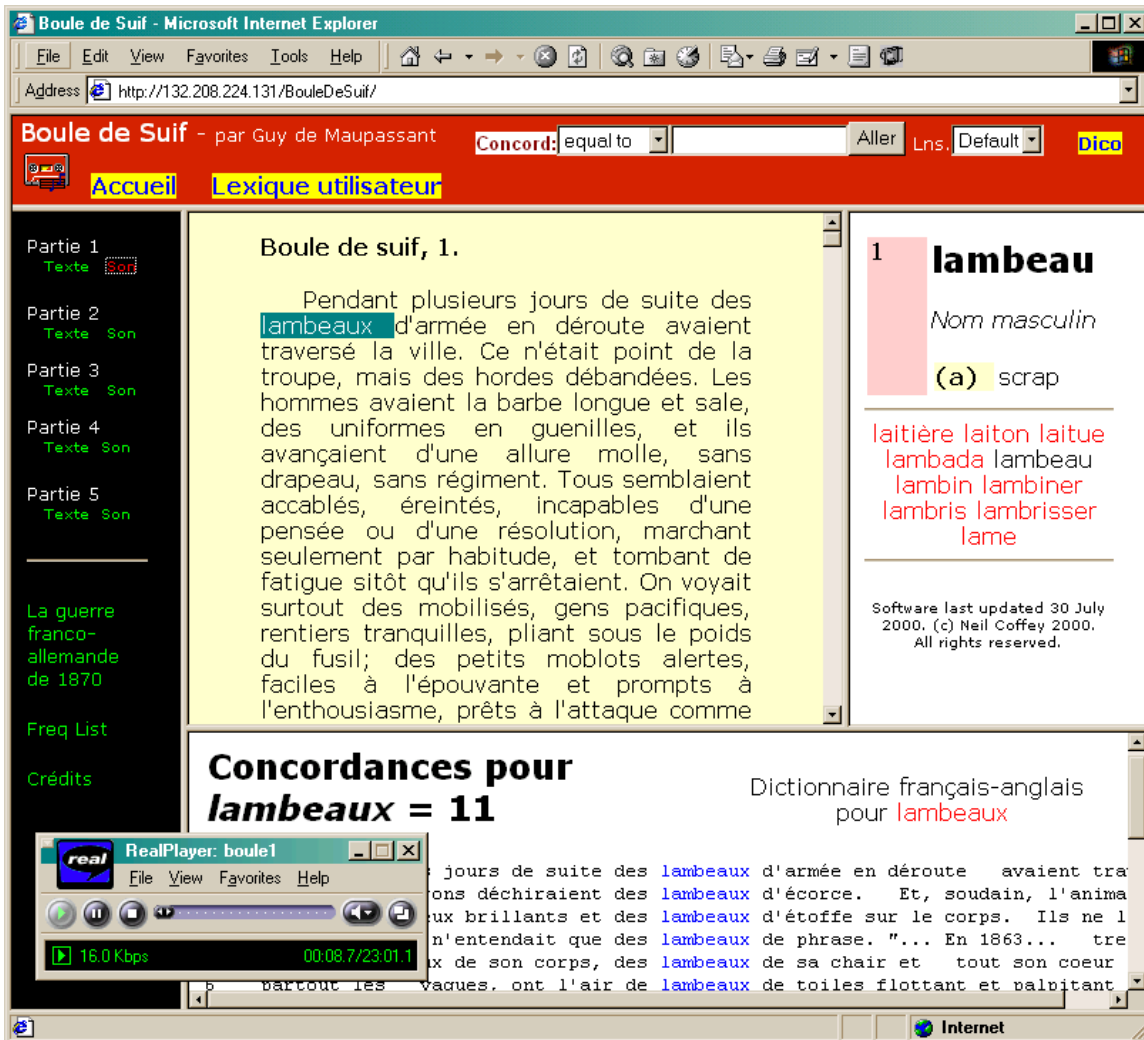 Boule de Suif - Microsoft Internet Explorer
File Edit View Favorites Tools Help
Address http://132.208.224.131/BouleDeSuif/
Boule de Suif - par Guy de Maupassant
Concord: equal to Aller Lns. Default Dico
Accueil Lexique utilisateur
Partie 1
Texte Son
Partie 2
Texte Son
Partie 3
Texte Son
Partie 4
Texte Son
Partie 5
Texte Son
La guerre
franco-
allemande
de 1870
Freq List
Crédits
Boule de suif, 1.
Pendant plusieurs jours de suite des
lambeaux d'armée en déroute avaient
traversé la ville. Ce n'était point de la
troupe, mais des hordes débandées. Les
hommes avaient la barbe longue et sale,
des uniformes en guenilles, et ils
avançaient d'une allure molle, sans
drapeau, sans régiment. Tous semblaient
accablés, éreintés, incapables d'une
pensée ou d'une résolution, marchant
seulement par habitude, et tombant de
fatigue sitôt qu'ils s'arrêtaient. On voyait
surtout des mobilisés, gens pacifiques,
rentiers tranquilles, pliant sous le poids
du fusil; des petits moblots alertes,
faciles à l'épouvante et prompts à
l'enthousiasme, prêts à l'attaque comme
1 lambeau
Nom masculin
(a) scrap
laitière laiton laitue
lambada lambeau
lambin lambiner
lambris lambrisser
lame
Software last updated 30 July
2000. (c) Neil Coffey 2000.
All rights reserved.
Concordances pour
lambeaux = 11
Dictionnaire français-anglais
pour lambeaux
jours de suite des lambeaux d'armée en déroute avaient tra
ons déchiraient des lambeaux d'écorce. Et, soudain, l'anima
ux brillants et des lambeaux d'étoffe sur le corps. Ils ne l
n'entendait que des lambeaux de phrase. "... En 1863... tre
x de son corps, des lambeaux de sa chair et tout son coeur
6 partout les vagues, ont l'air de lambeaux de toiles flottant et palpitant
real
RealPlayer: boule1
File View Favorites Help
16.0 Kbps 00:08.7/23:01.1
Internet